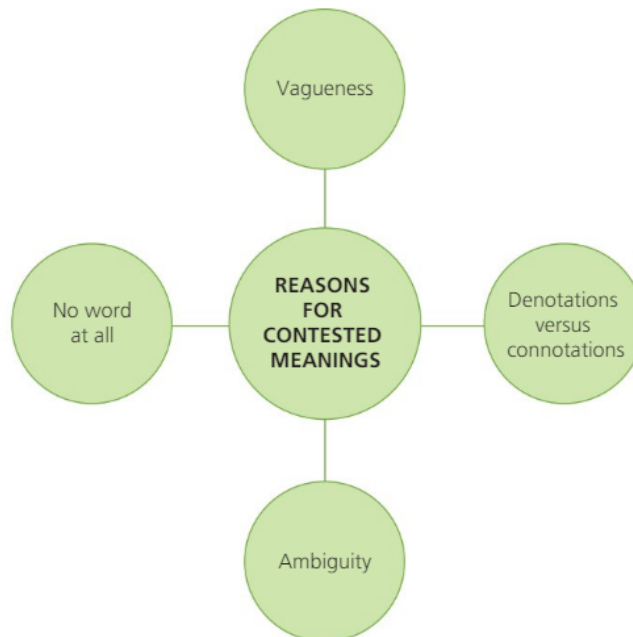 Vagueness
No word
at all
REASONS
FOR
CONTESTED
MEANINGS
Denotations
versus
connotations
Ambiguity